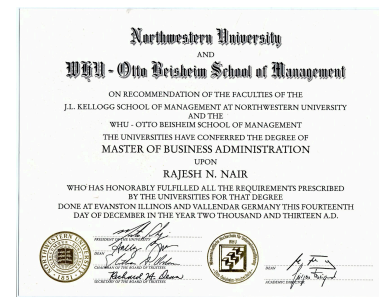 Northwestern University
AND
WHU - Otto Beisheim School of Management
ON RECOMMENDATION OF THE FACULTIES OF THE
J.L. KELLOGG SCHOOL OF MANAGEMENT AT NORTHWESTERN UNIVERSITY
AND THE
WHU - OTTO BEISHEIM SCHOOL OF MANAGEMENT
THE UNIVERSITIES HAVE CONFERRED THE DEGREE OF
MASTER OF BUSINESS ADMINISTRATION
UPON
RAJESH N. NAIR
WHO HAS HONORABLY FULFILLED ALL THE REQUIREMENTS PRESCRIBED
BY THE UNIVERSITIES FOR THAT DEGREE
DONE AT EVANSTON ILLINOIS AND VALLENDAR GERMANY THIS FOURTEENTH
DAY OF DECEMBER IN THE YEAR TWO THOUSAND AND THIRTEEN A.D.
PRESIDENT OF THE UNIVERSITY
DEAN
CHAIRMAN OF THE BOARD OF TRUSTEES
SECRETARY OF THE BOARD OF TRUSTEES
NORTHWESTERN UNIVERSITY
1851
WHU
DEAN
ACADEMIC DIRECTOR